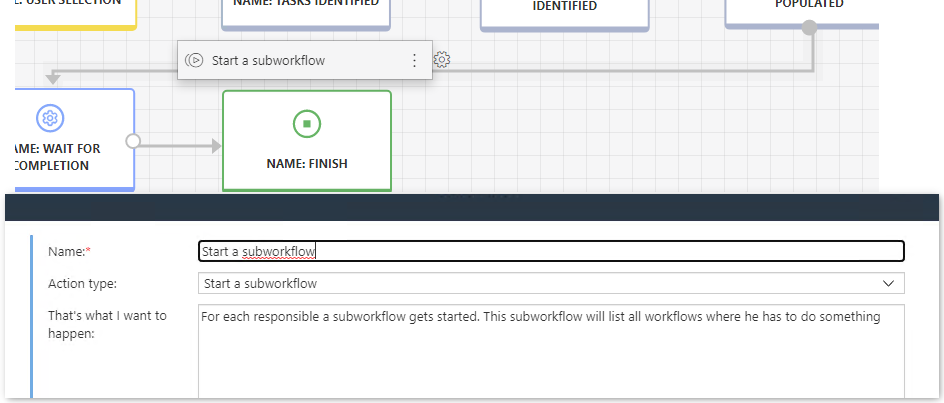 : USER SELECTION
NAME: TASKS IDENTIFIED
IDENTIFIED
POPULATED
Start a subworkflow
AME: WAIT FOR
COMPLETION
NAME: FINISH
Name:*
Start a subworkflow
Action type:
Start a subworkflow
That's what I want to
happen:
For each responsible a subworkflow gets started. This subworkflow will list all workflows where he has to do something